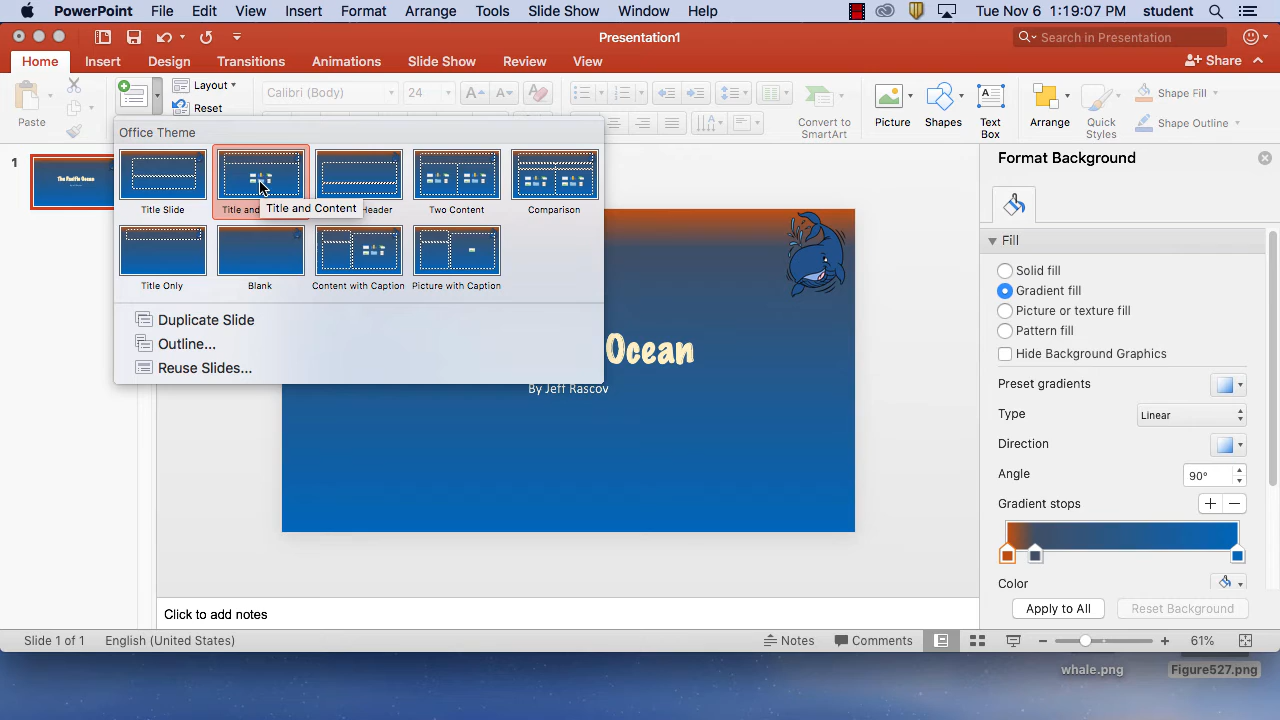 PowerPoint File Edit View Insert Format Arrange Tools Slide Show Window Help Tue Nov 6 1:19:07 PM student
Presentation1
Search in Presentation
Home Insert Design Transitions Animations Slide Show Review View
Share
Paste
Layout
Reset
Calibri (Body) 24
Convert to SmartArt
Picture
Shapes
Text Box
Arrange
Quick Styles
Shape Fill
Shape Outline
Office Theme
Title Slide
Title and
Header
Two Content
Comparison
Title and Content
Title Only
Blank
Content with Caption
Picture with Caption
Duplicate Slide
Outline...
Reuse Slides...
1
The Pacific Ocean
Ocean
By Jeff Rascov
Format Background
Fill
Solid fill
Gradient fill
Picture or texture fill
Pattern fill
Hide Background Graphics
Preset gradients
Type Linear
Direction
Angle 90°
Gradient stops
Color
Apply to All Reset Background
Click to add notes
Slide 1 of 1 English (United States) Notes Comments 61%
whale.png Figure527.png